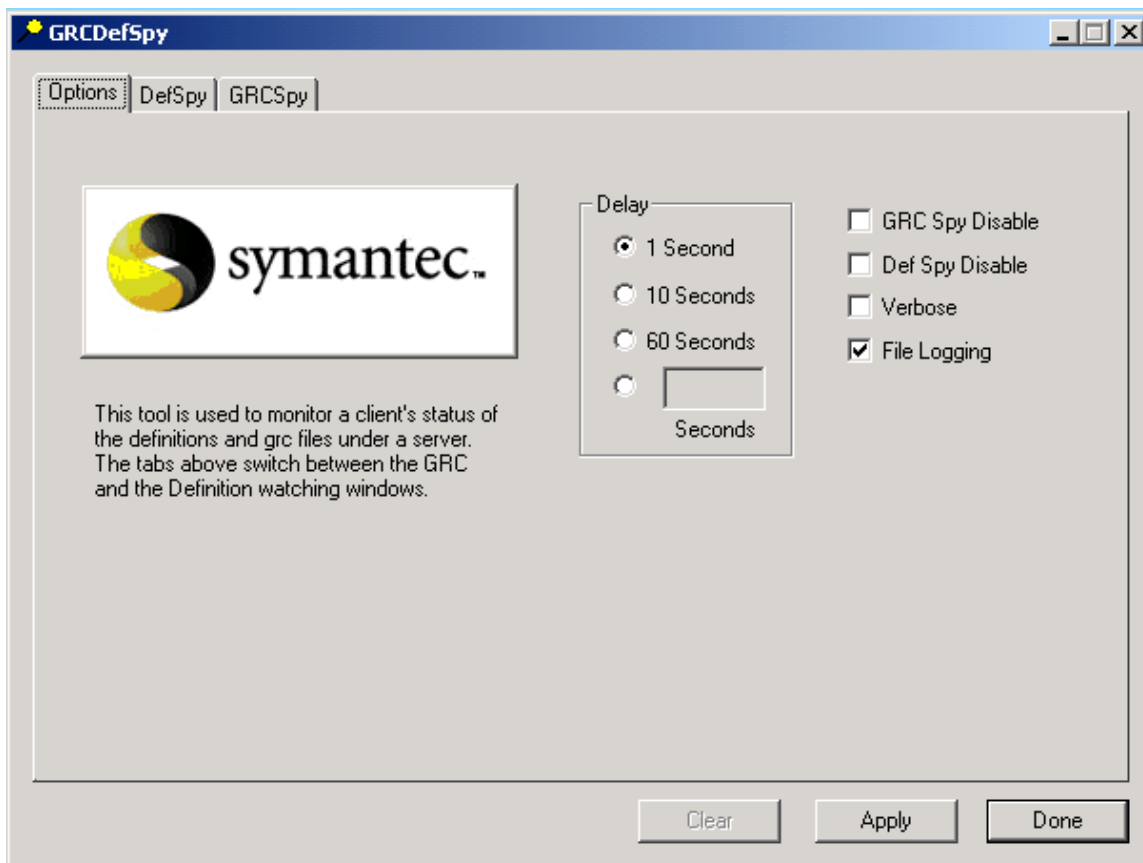 GRCDefSpy
Options DefSpy GRCSpy
symantec.™
This tool is used to monitor a client's status of
the definitions and grc files under a server.
The tabs above switch between the GRC
and the Definition watching windows.
Delay
1 Second
10 Seconds
60 Seconds
Seconds
GRC Spy Disable
Def Spy Disable
Verbose
File Logging
Clear Apply Done